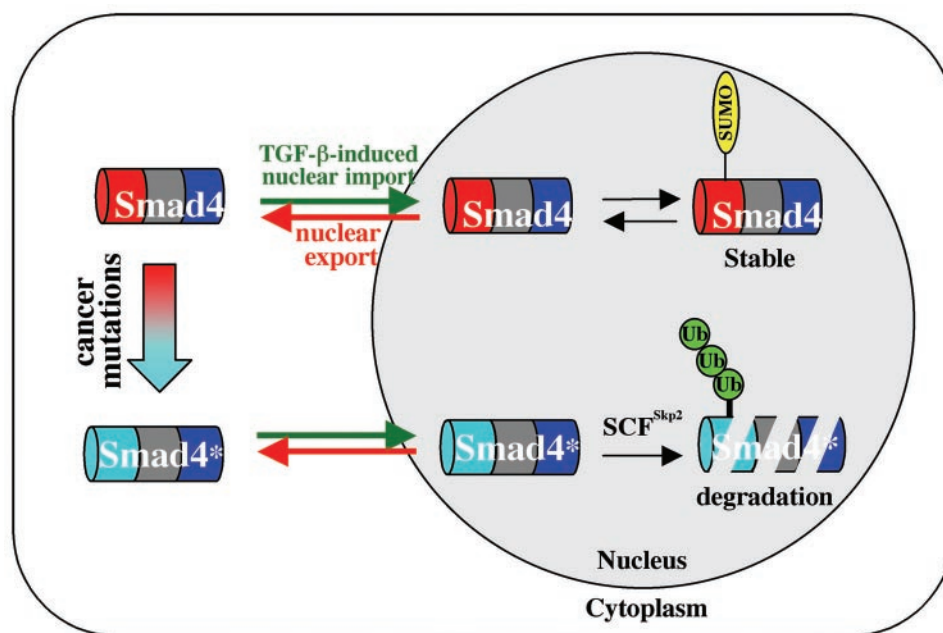 SUMO
TGF-β-induced
nuclear import
Smad4
Smad4
Smad4
nuclear
export
Stable
cancer
mutations
Ub
Ub
Ub
SCF^Skp2
Smad4*
Smad4*
Smad4*
degradation
Nucleus
Cytoplasm